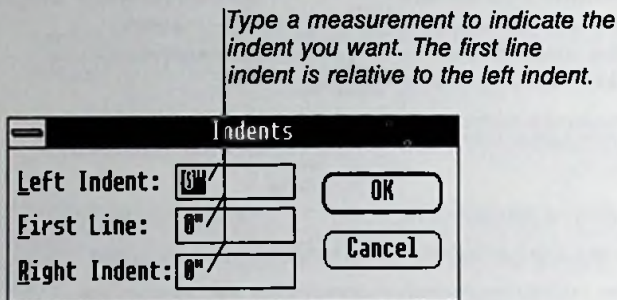 Type a measurement to indicate the
indent you want. The first line
indent is relative to the left indent.
Indents
Left Indent:
OK
First Line: 0"
Cancel
Right Indent: 0"